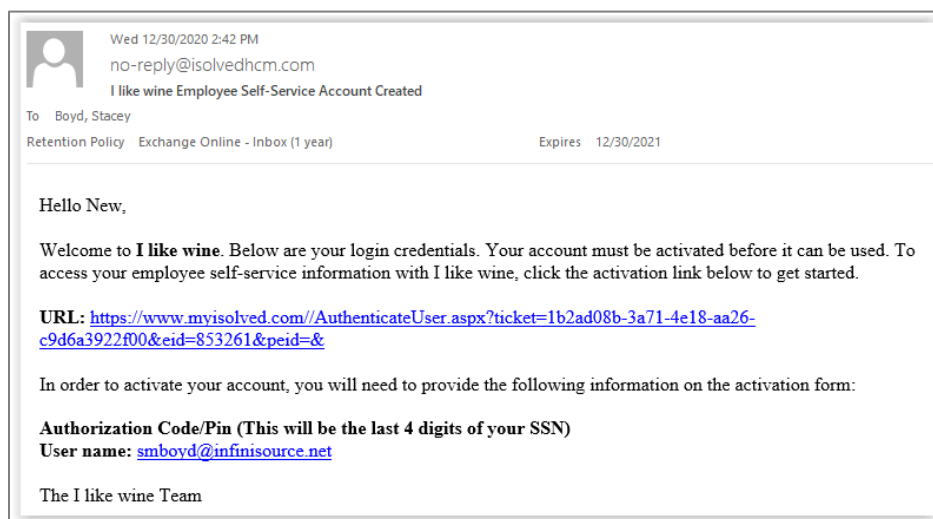 Wed 12/30/2020 2:42 PM
no-reply@isolvedhcm.com
I like wine Employee Self-Service Account Created
To Boyd, Stacey
Retention Policy Exchange Online - Inbox (1 year) Expires 12/30/2021
Hello New,
Welcome to I like wine. Below are your login credentials. Your account must be activated before it can be used. To
access your employee self-service information with I like wine, click the activation link below to get started.
URL: https://www.myisolved.com//AuthenticateUser.aspx?ticket=1b2ad08b-3a71-4e18-aa26-
c9d6a3922f00&eid=853261&peid=&
In order to activate your account, you will need to provide the following information on the activation form:
Authorization Code/Pin (This will be the last 4 digits of your SSN)
User name: smboyd@infinisource.net
The I like wine Team